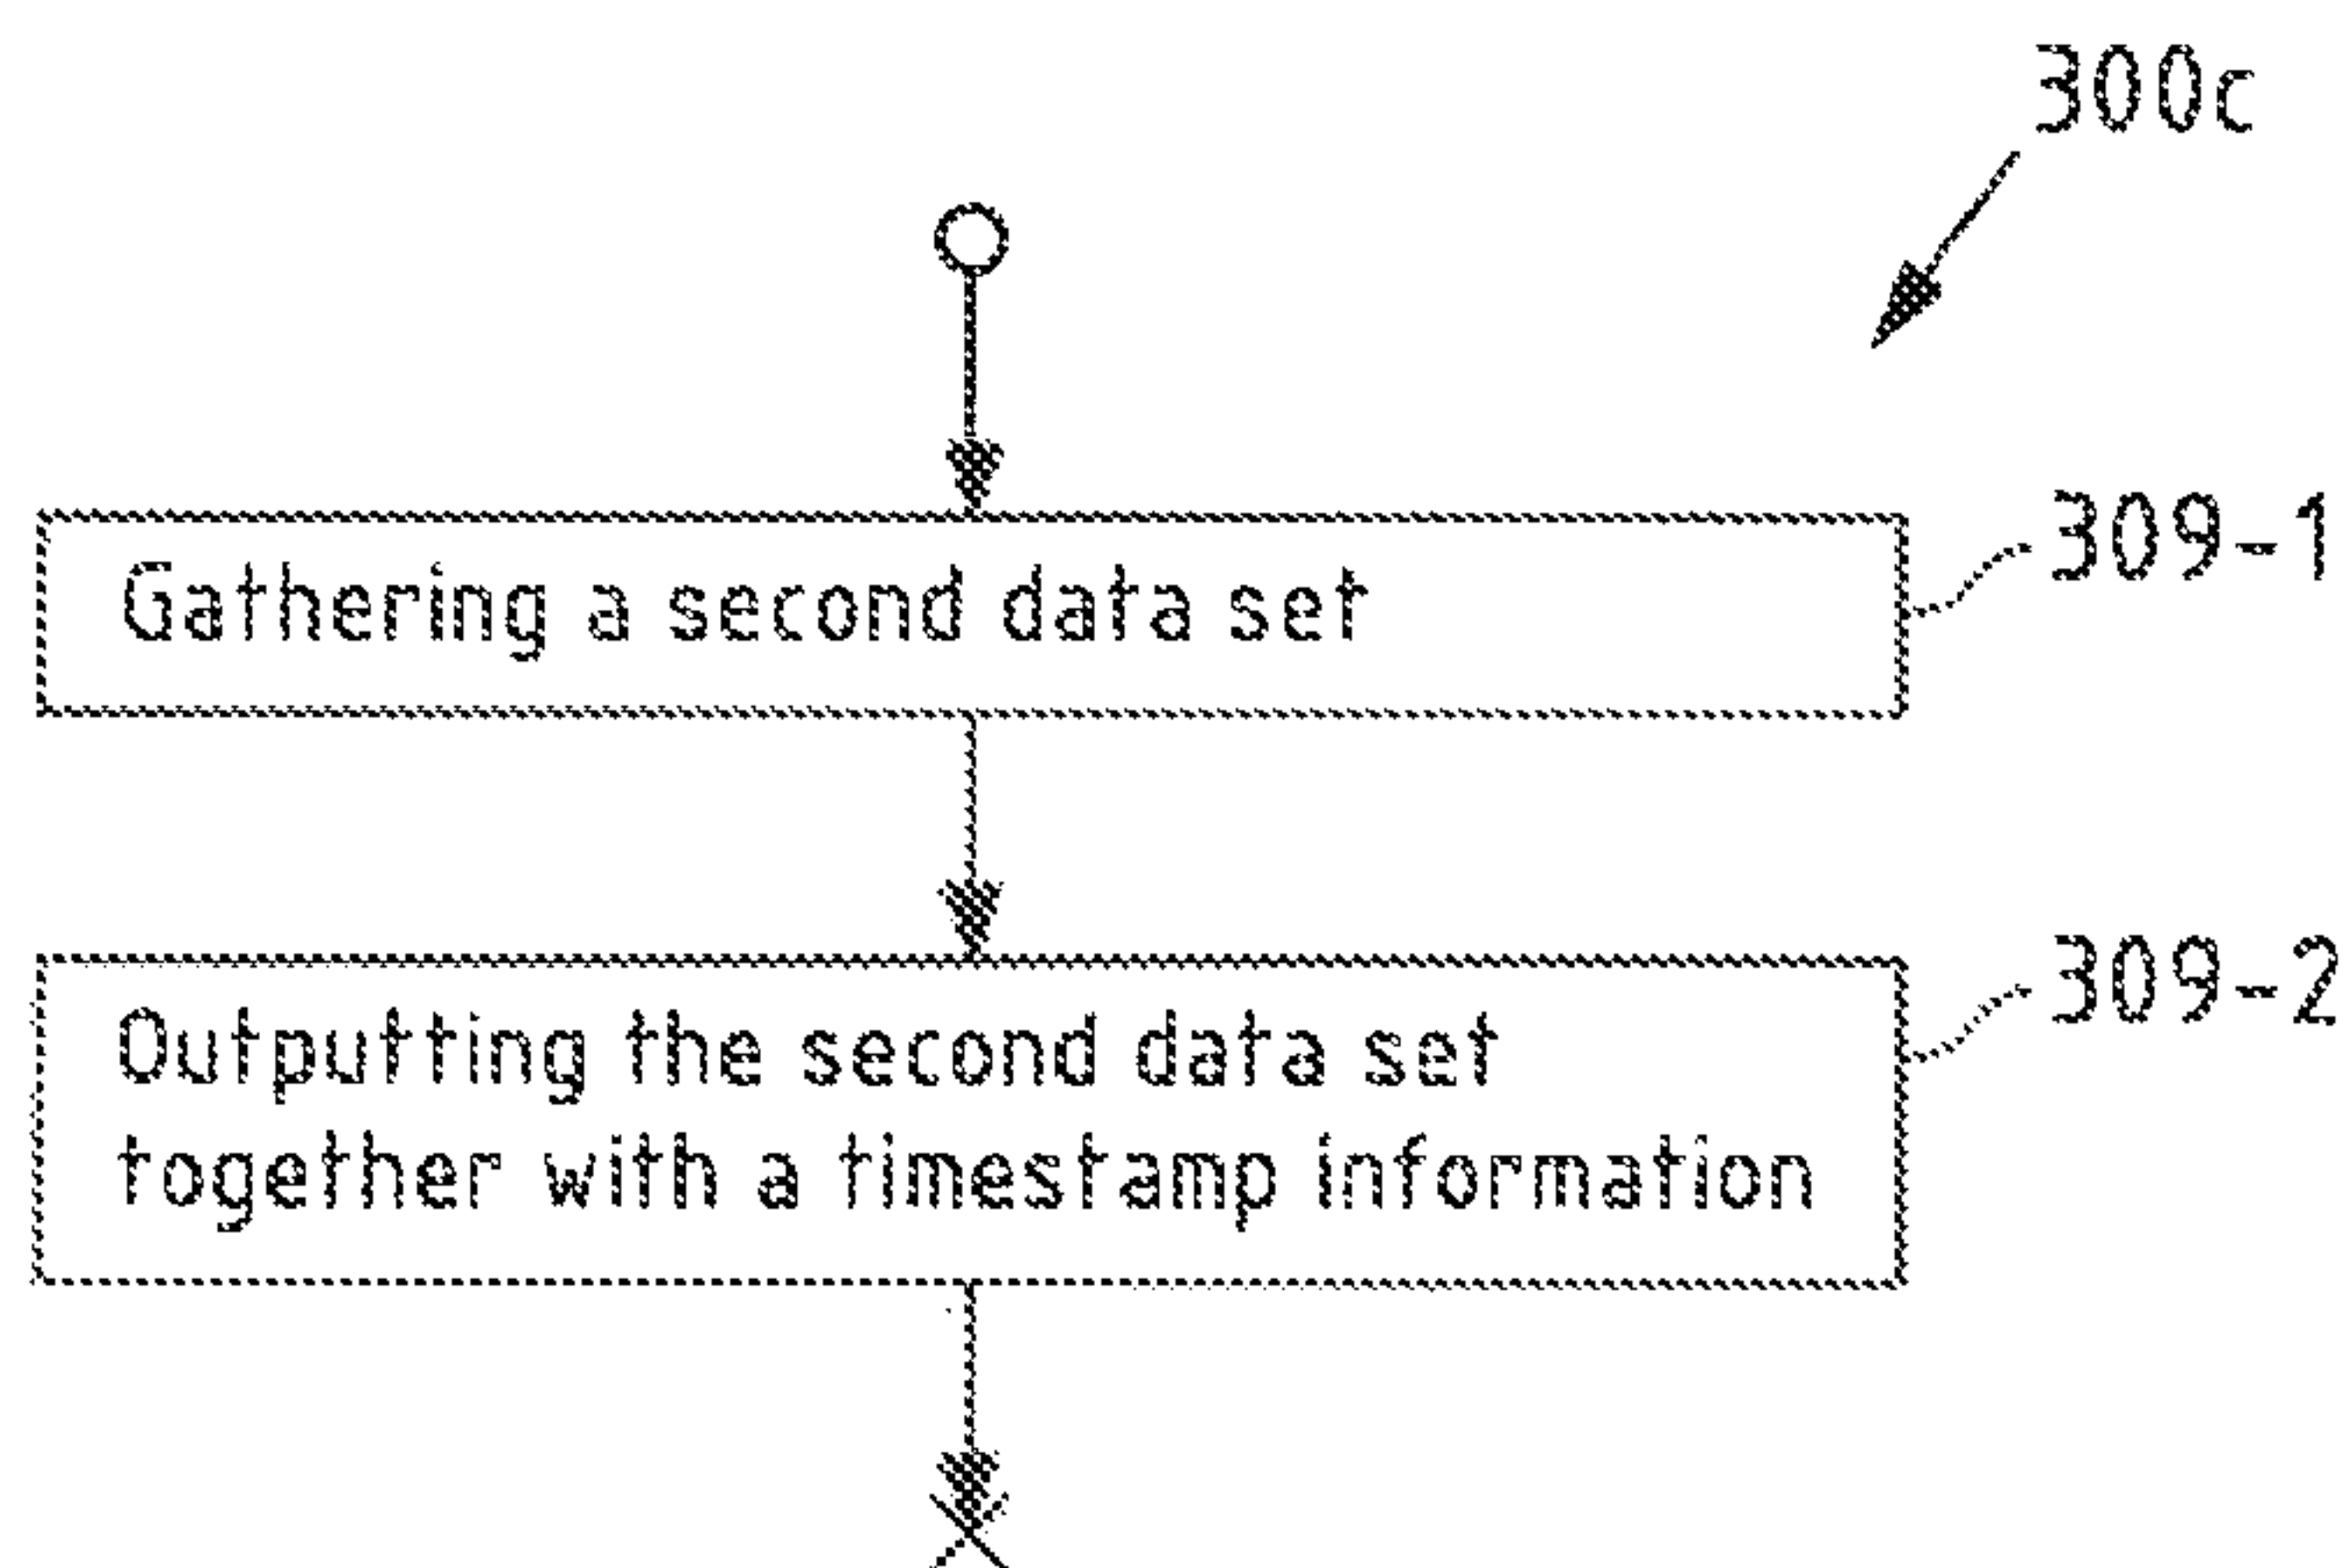 300c
Gathering a second data set
309-1
Outputting the second data set
together with a timestamp information
309-2